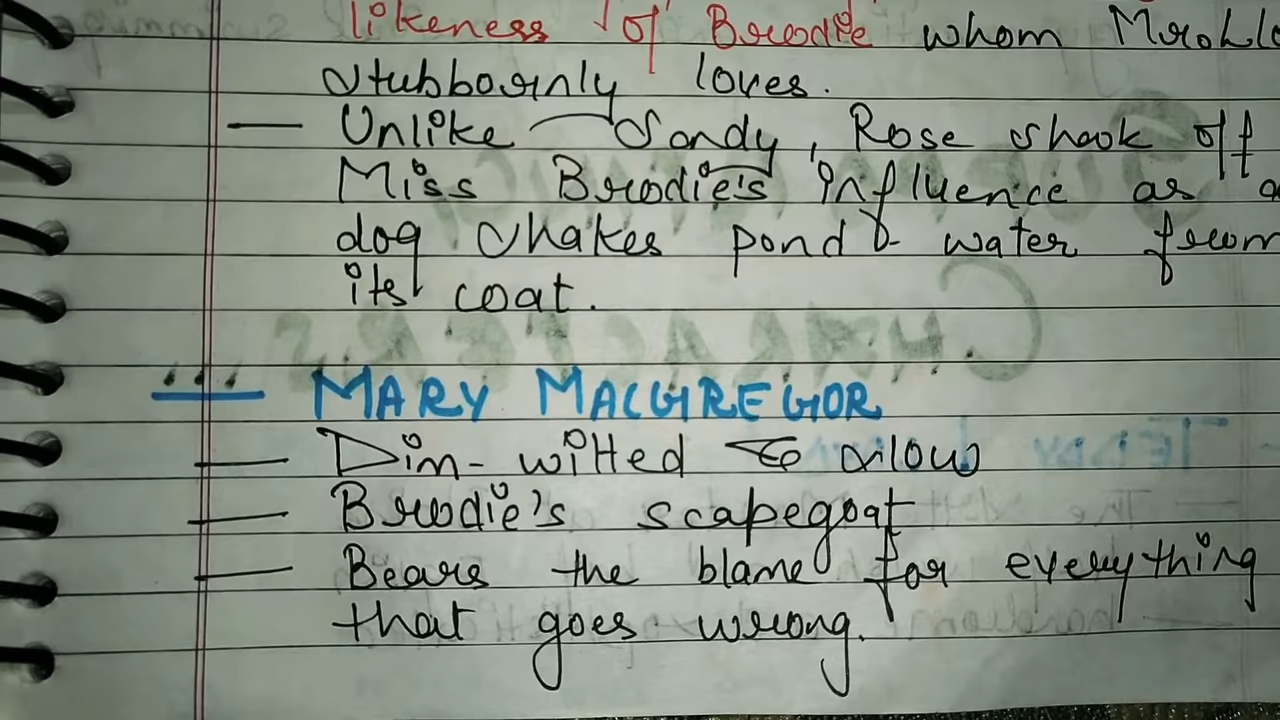 likeness of Brodie whom Mr
stubbornly loves.
— Unlike Sandy, Rose shook off
Miss Brodie's influence as a
dog shakes pond water from
its coat.
— MARY MACGREGOR
— Dim-witted & slow
— Brodie's scapegoat
— Bears the blame for everything
that goes wrong.